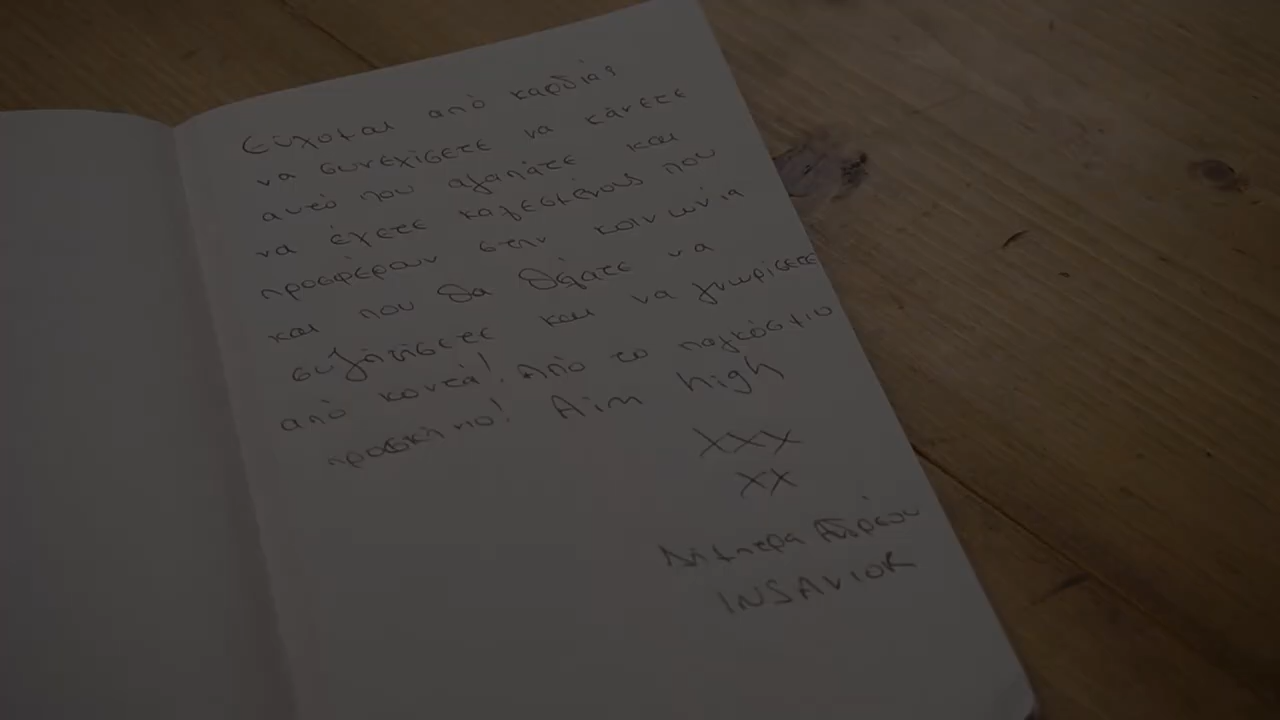 Εύχομαι από καρδιάς
να συνεχίσετε να κάνετε
αυτό που αγαπάτε και
να έχετε καλεσμένους που
προσφέρουν στην κοινωνία
και που θα θέλατε να
συζητήσετε και να γνωρίσετε
από κοντά! Από το παγκόσμιο
προσκήνιο! Aim high
XXX
XX
Δήμητρα
INSAVIOR